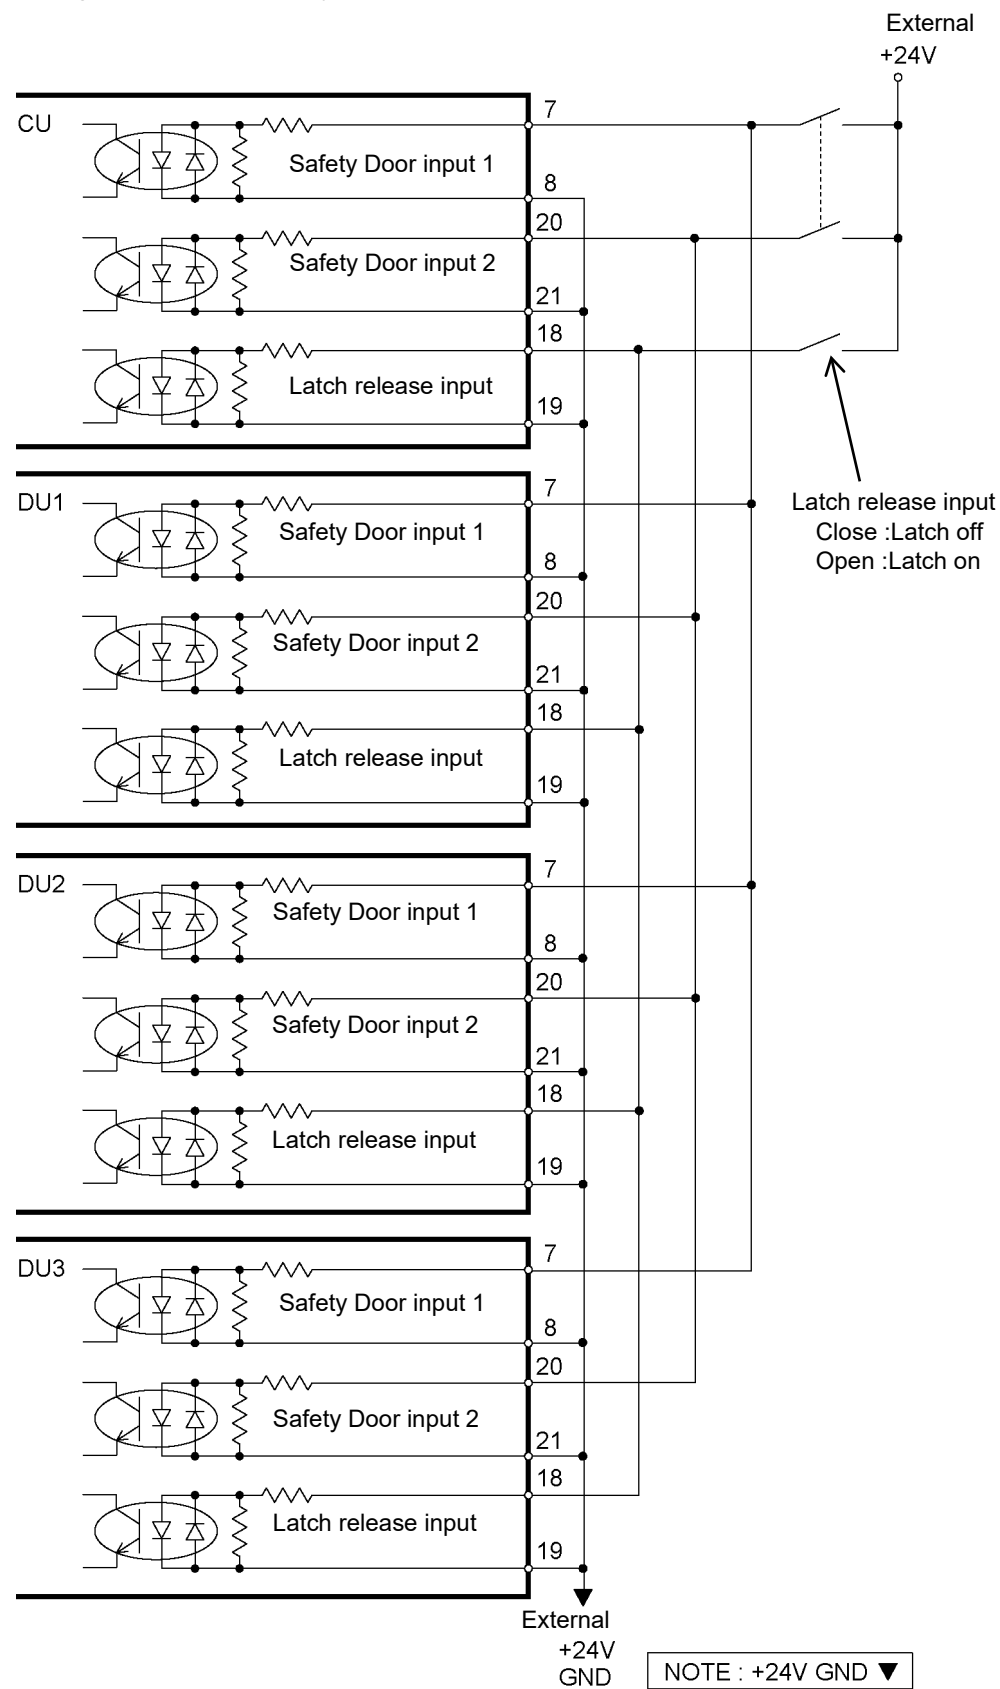 External
+24V
CU
7
Safety Door input 1
8
20
Safety Door input 2
21
18
Latch release input
19
Latch release input
Close :Latch off
Open :Latch on
DU1
7
Safety Door input 1
8
20
Safety Door input 2
21
18
Latch release input
19
DU2
7
Safety Door input 1
8
20
Safety Door input 2
21
18
Latch release input
19
DU3
7
Safety Door input 1
8
20
Safety Door input 2
21
18
Latch release input
19
External
+24V
GND
NOTE : +24V GND ▼